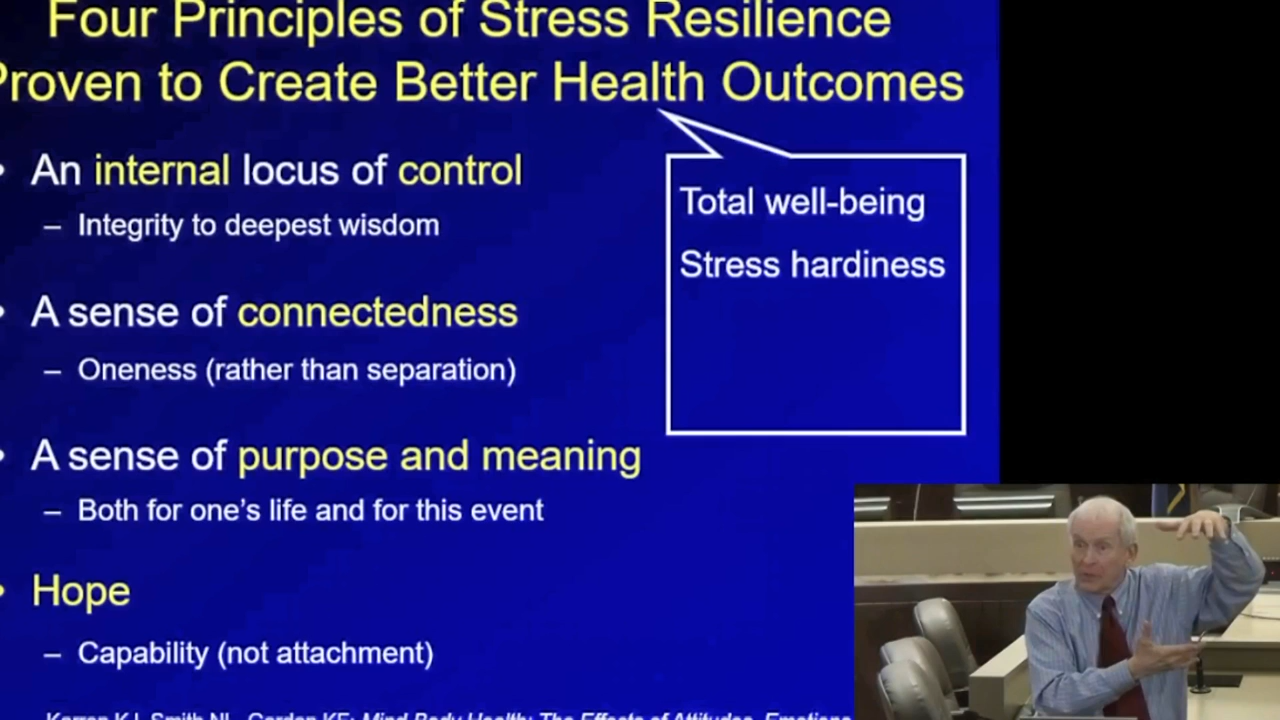 Four Principles of Stress Resilience
Proven to Create Better Health Outcomes
• An internal locus of control
– Integrity to deepest wisdom
• A sense of connectedness
– Oneness (rather than separation)
• A sense of purpose and meaning
– Both for one's life and for this event
• Hope
– Capability (not attachment)
Total well-being
Stress hardiness
Mind Body Health: The Effects of Attitudes, Emotions